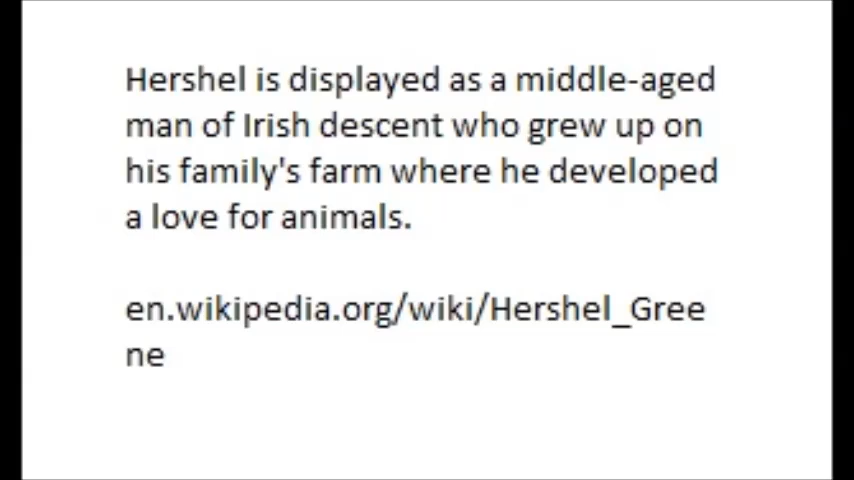 Hershel is displayed as a middle-aged
man of Irish descent who grew up on
his family's farm where he developed
a love for animals.
en.wikipedia.org/wiki/Hershel_Gree
ne